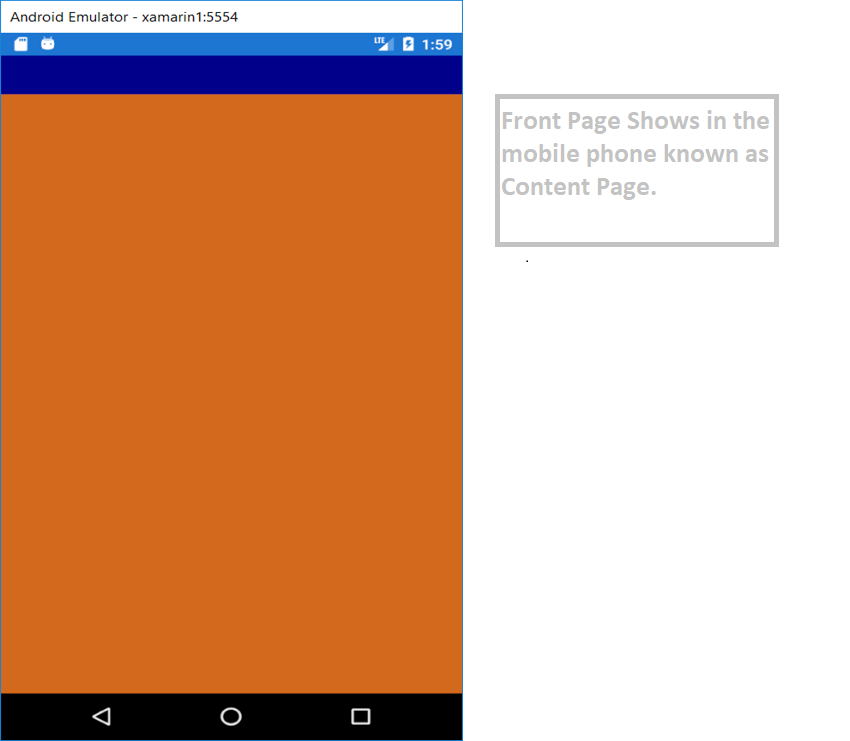 Android Emulator - xamarin1:5554
LTE 1:59
Front Page Shows in the
mobile phone known as
Content Page.
.